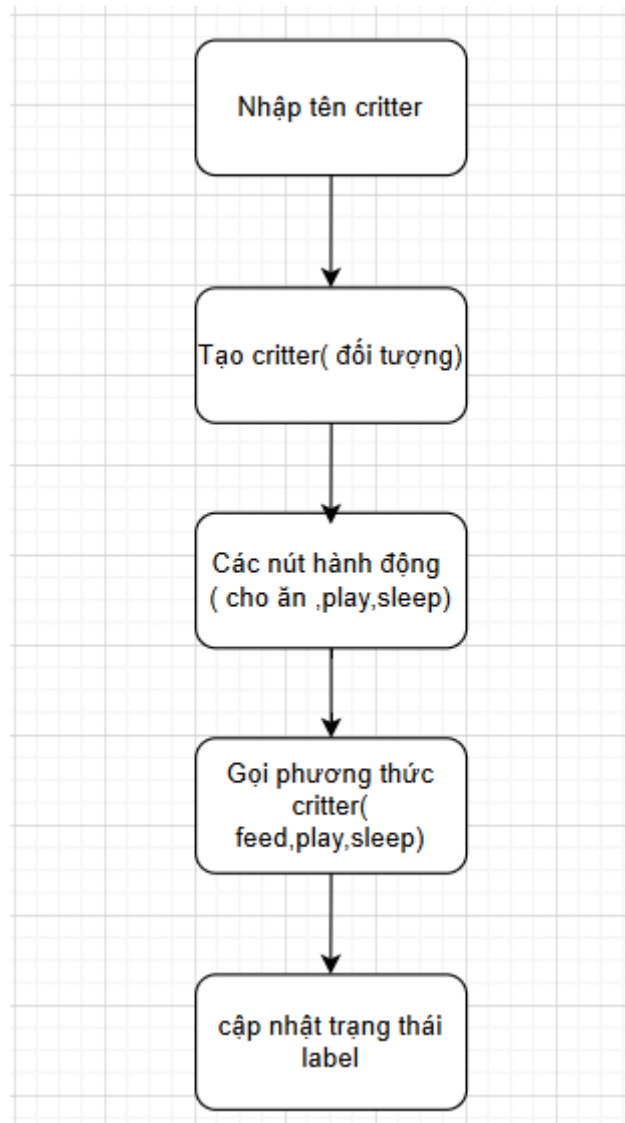 Nhập tên critter
Tạo critter( đối tượng)
Các nút hành động
( cho ăn ,play,sleep)
Gọi phương thức
critter(
feed,play,sleep)
cập nhật trạng thái
label